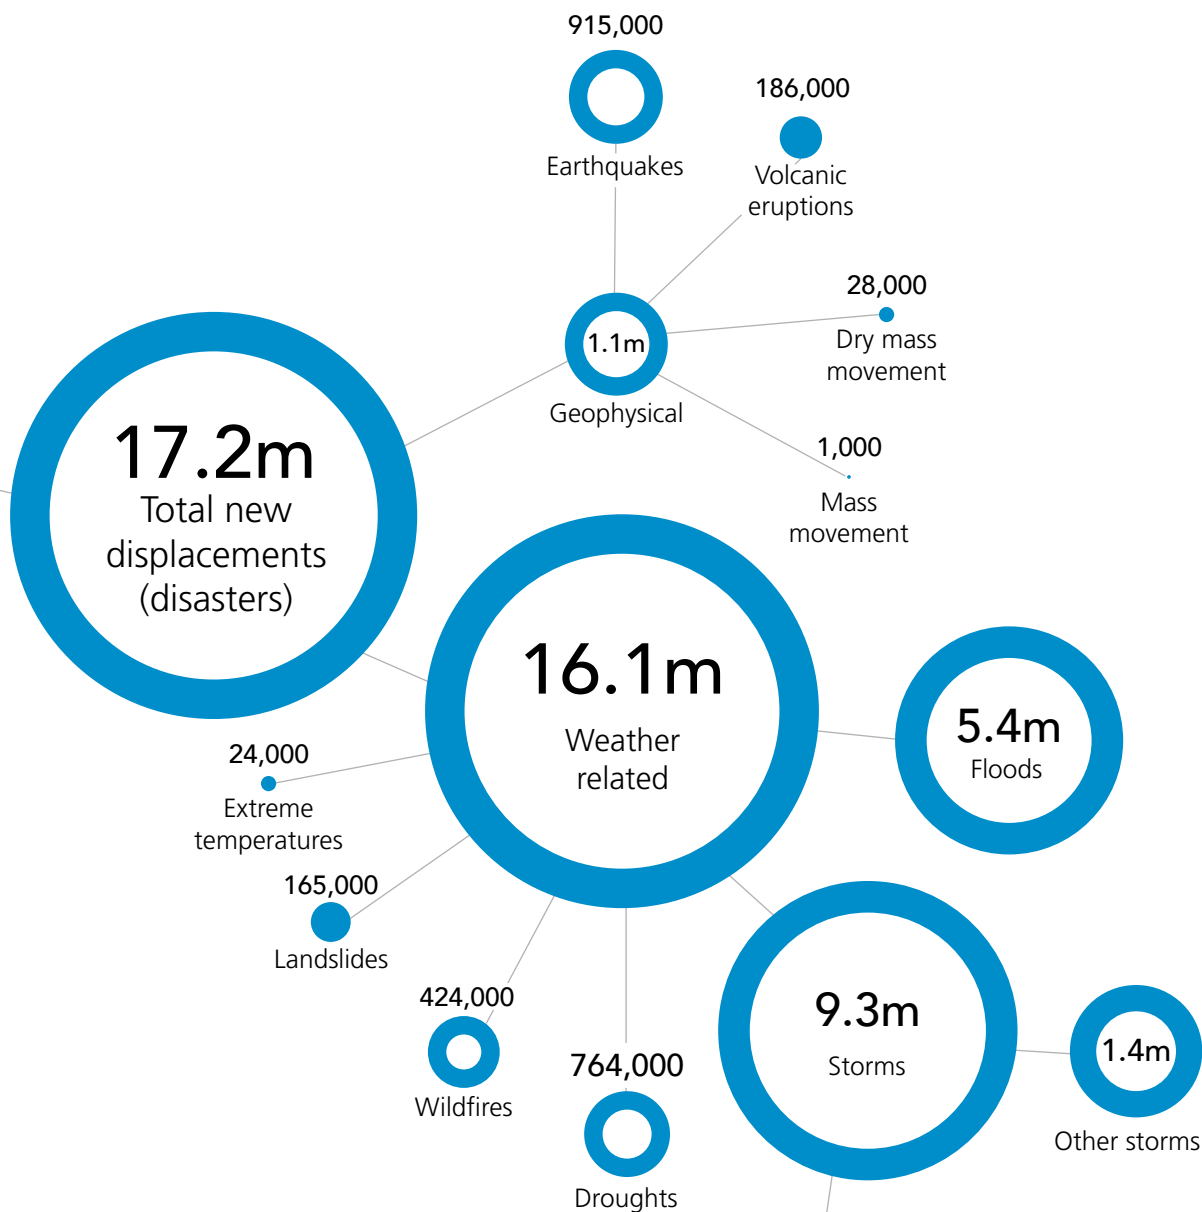 915,000
Earthquakes
186,000
Volcanic
eruptions
28,000
Dry mass
movement
1.1m
Geophysical
1,000
Mass
movement
17.2m
Total new
displacements
(disasters)
16.1m
Weather
related
5.4m
Floods
24,000
Extreme
temperatures
165,000
Landslides
424,000
Wildfires
764,000
Droughts
9.3m
Storms
1.4m
Other storms